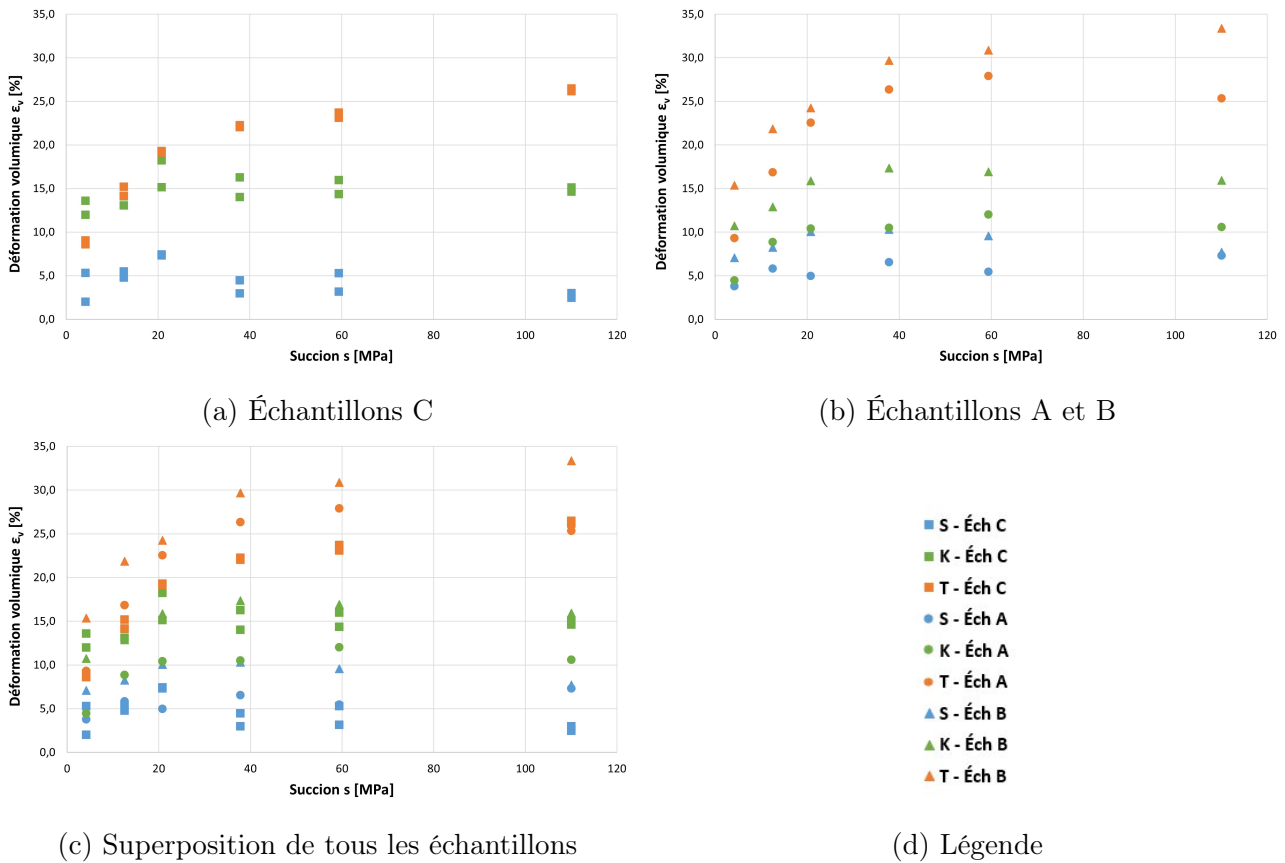 35,0
30,0
25,0
20,0
15,0
10,0
5,0
0,0
Déformation volumique εᵥ [%]
0 20 40 60 80 100 120
Succion s [MPa]
(a) Échantillons C
35,0
30,0
25,0
20,0
15,0
10,0
5,0
0,0
Déformation volumique εᵥ [%]
0 20 40 60 80 100 120
Succion s [MPa]
(b) Échantillons A et B
35,0
30,0
25,0
20,0
15,0
10,0
5,0
0,0
Déformation volumique εᵥ [%]
0 20 40 60 80 100 120
Succion s [MPa]
(c) Superposition de tous les échantillons
S - Éch C
K - Éch C
T - Éch C
S - Éch A
K - Éch A
T - Éch A
S - Éch B
K - Éch B
T - Éch B
(d) Légende